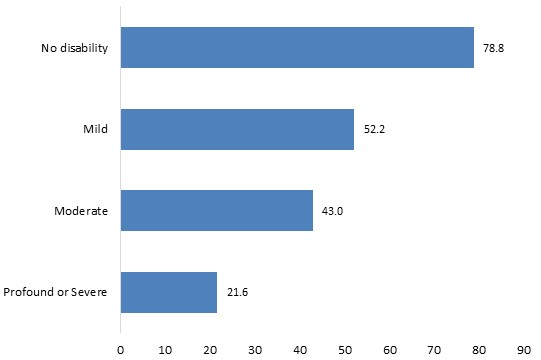 No disability 78.8
Mild 52.2
Moderate 43.0
Profound or Severe 21.6
0 10 20 30 40 50 60 70 80 90